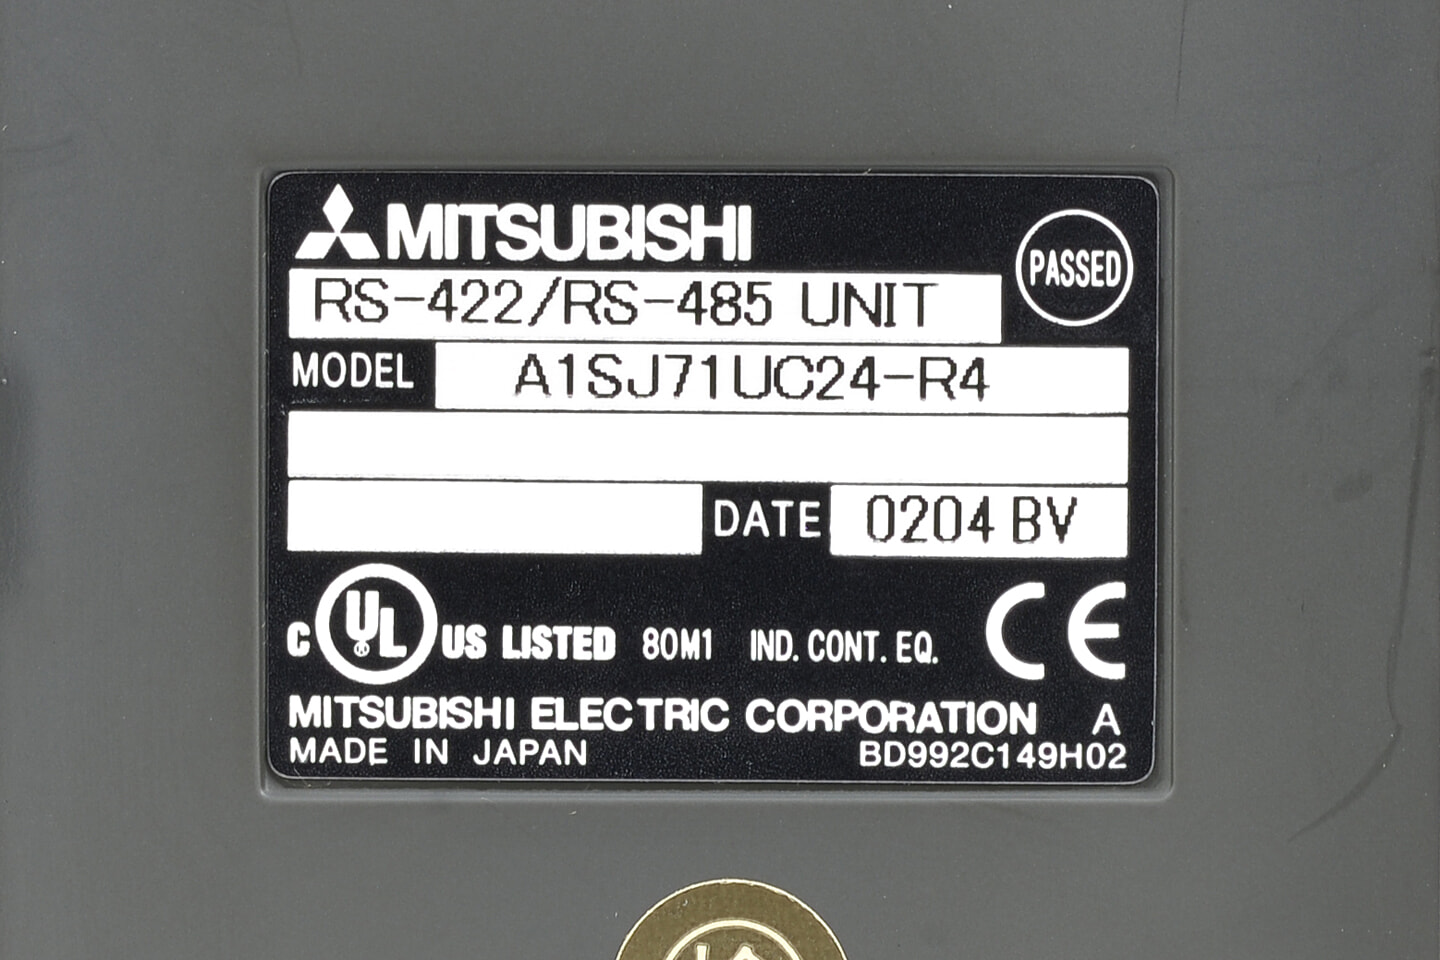 MITSUBISHI
PASSED
RS-422/RS-485 UNIT
MODEL A1SJ71UC24-R4
DATE 0204 BV
C UL US LISTED 80M1 IND. CONT. EQ. CE
MITSUBISHI ELECTRIC CORPORATION A
MADE IN JAPAN BD992C149H02